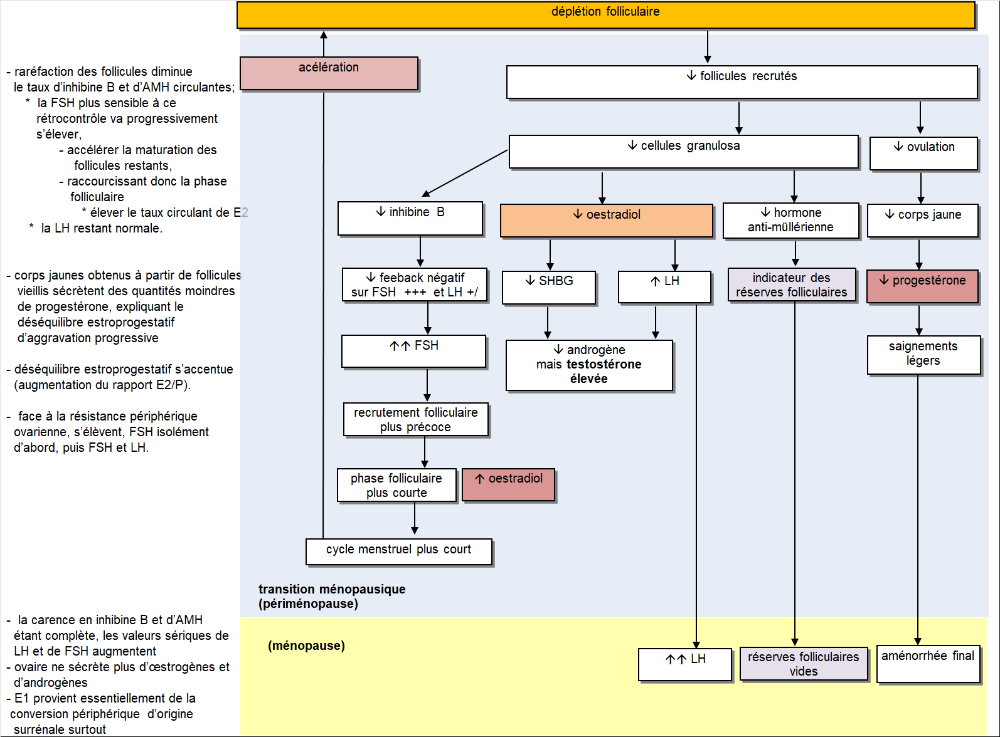 déplétion folliculaire
- raréfaction des follicules diminue
le taux d'inhibine B et d'AMH circulantes;
* la FSH plus sensible à ce
rétrocontrôle va progressivement
s'élever,
- accélérer la maturation des
follicules restants,
- raccourcissant donc la phase
folliculaire
* élever le taux circulant de E2
* la LH restant normale.
- corps jaunes obtenus à partir de follicules
vieillis sécrètent des quantités moindres
de progestérone, expliquant le
déséquilibre estroprogestatif
d'aggravation progressive
- déséquilibre estroprogestatif s'accentue
(augmentation du rapport E2/P).
- face à la résistance périphérique
ovarienne, s'élèvent, FSH isolément
d'abord, puis FSH et LH.
- la carence en inhibine B et d'AMH
étant complète, les valeurs sériques de
LH et de FSH augmentent
- ovaire ne sécrète plus d'œstrogènes et
d'androgènes
- E1 provient essentiellement de la
conversion périphérique d'origine
surrénale surtout
acélération
↓ follicules recrutés
↓ cellules granulosa
↓ ovulation
↓ inhibine B
↓ oestradiol
↓ hormone
anti-müllérienne
↓ corps jaune
↓ feeback négatif
sur FSH +++ et LH +/
↓ SHBG
↑ LH
indicateur des
réserves folliculaires
↓ progestérone
↑↑ FSH
↓ androgène
mais testostérone
élevée
saignements
légers
recrutement folliculaire
plus précoce
phase folliculaire
plus courte
↑ oestradiol
cycle menstruel plus court
transition ménopausique
(périménopause)
(ménopause)
↑↑ LH
réserves folliculaires
vides
aménorrhée final